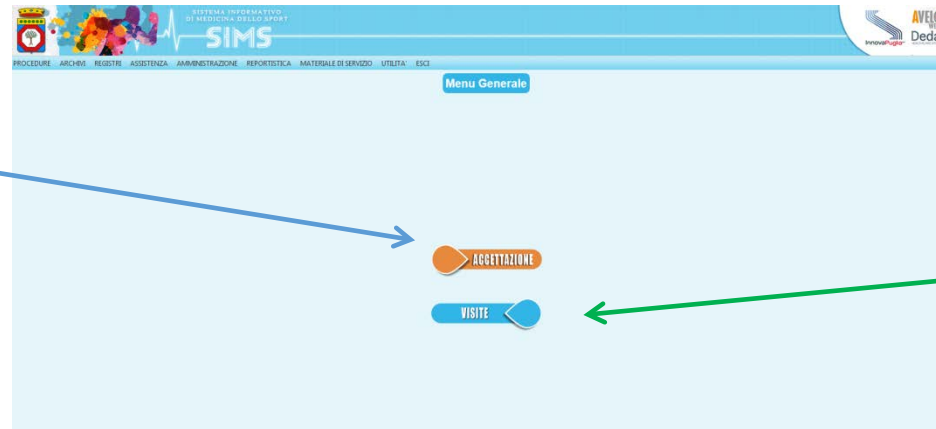 SISTEMA INFORMATIVO
DI MEDICINA DELLO SPORT
SIMS
InnovaPuglia
PROCEDURE ARCHIVI REGISTRI ASSISTENZA AMMINISTRAZIONE REPORTISTICA MATERIALE DI SERVIZIO UTILITA' ESCI
Menu Generale
ACCETTAZIONE
VISITE